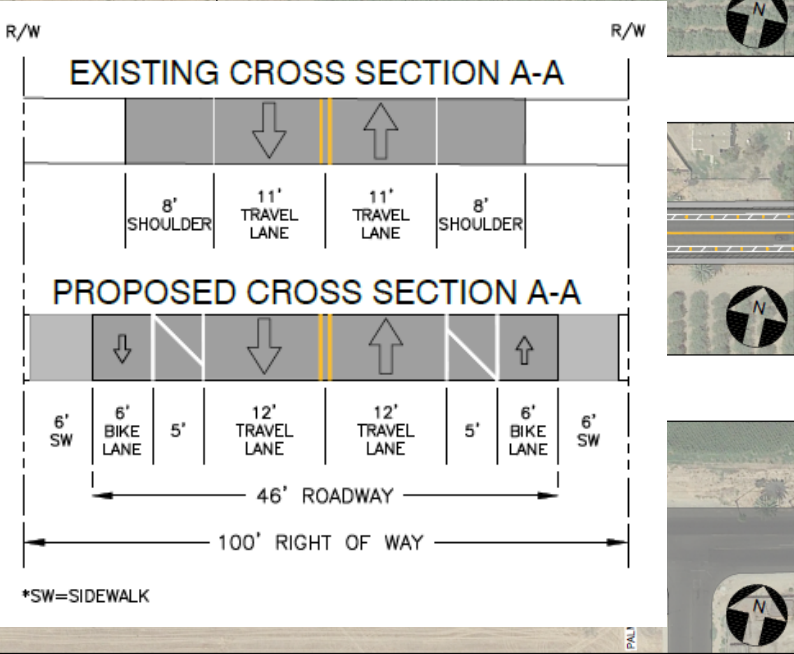 R/W
R/W
EXISTING CROSS SECTION A-A
8' SHOULDER
11' TRAVEL LANE
11' TRAVEL LANE
8' SHOULDER
PROPOSED CROSS SECTION A-A
6' SW
6' BIKE LANE
5'
12' TRAVEL LANE
12' TRAVEL LANE
5'
6' BIKE LANE
6' SW
46' ROADWAY
100' RIGHT OF WAY
*SW=SIDEWALK
N
N
N